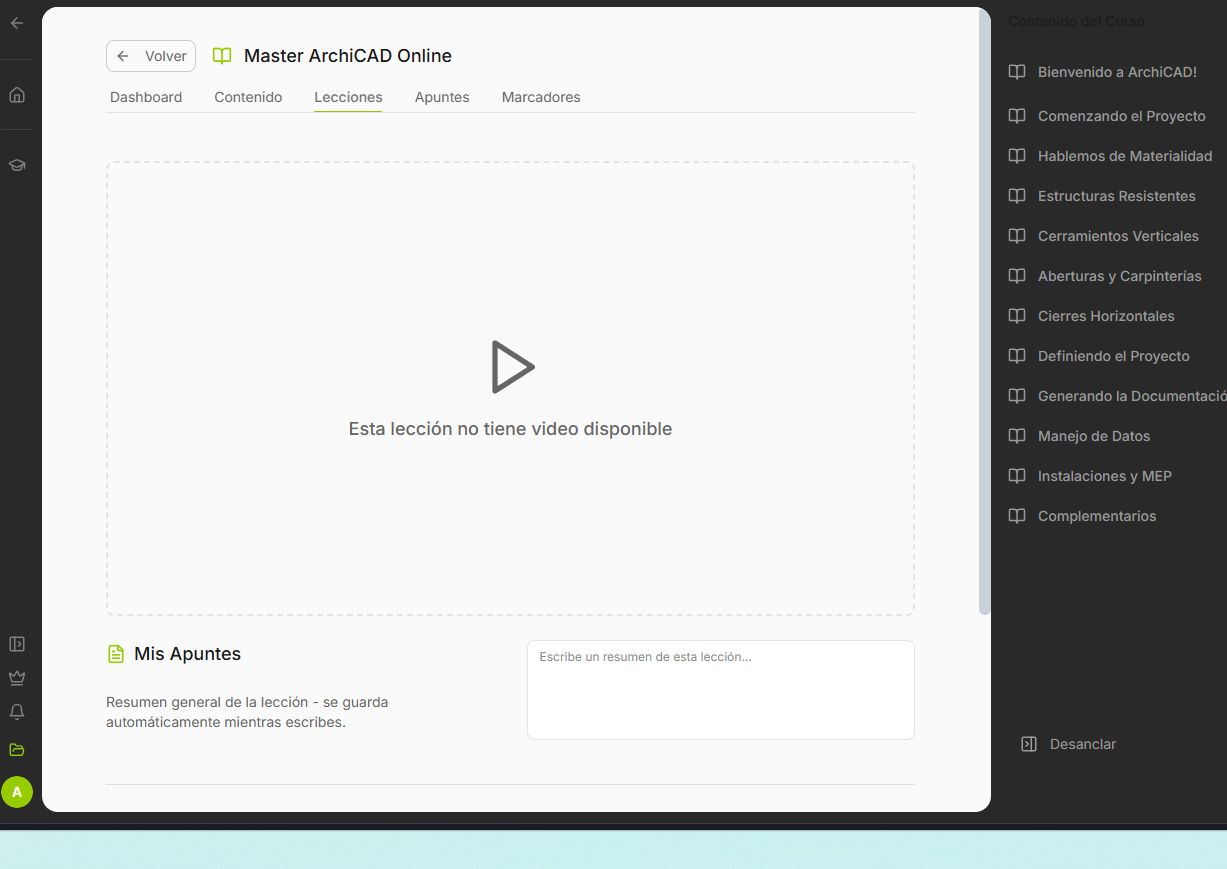 Volver
Master ArchiCAD Online
Dashboard
Contenido
Lecciones
Apuntes
Marcadores
Esta lección no tiene video disponible
Mis Apuntes
Resumen general de la lección - se guarda
automáticamente mientras escribes.
Escribe un resumen de esta lección...
A
Contenido del Curso
Bienvenido a ArchiCAD!
Comenzando el Proyecto
Hablemos de Materialidad
Estructuras Resistentes
Cerramientos Verticales
Aberturas y Carpinterías
Cierres Horizontales
Definiendo el Proyecto
Generando la Documentació
Manejo de Datos
Instalaciones y MEP
Complementarios
Desanclar